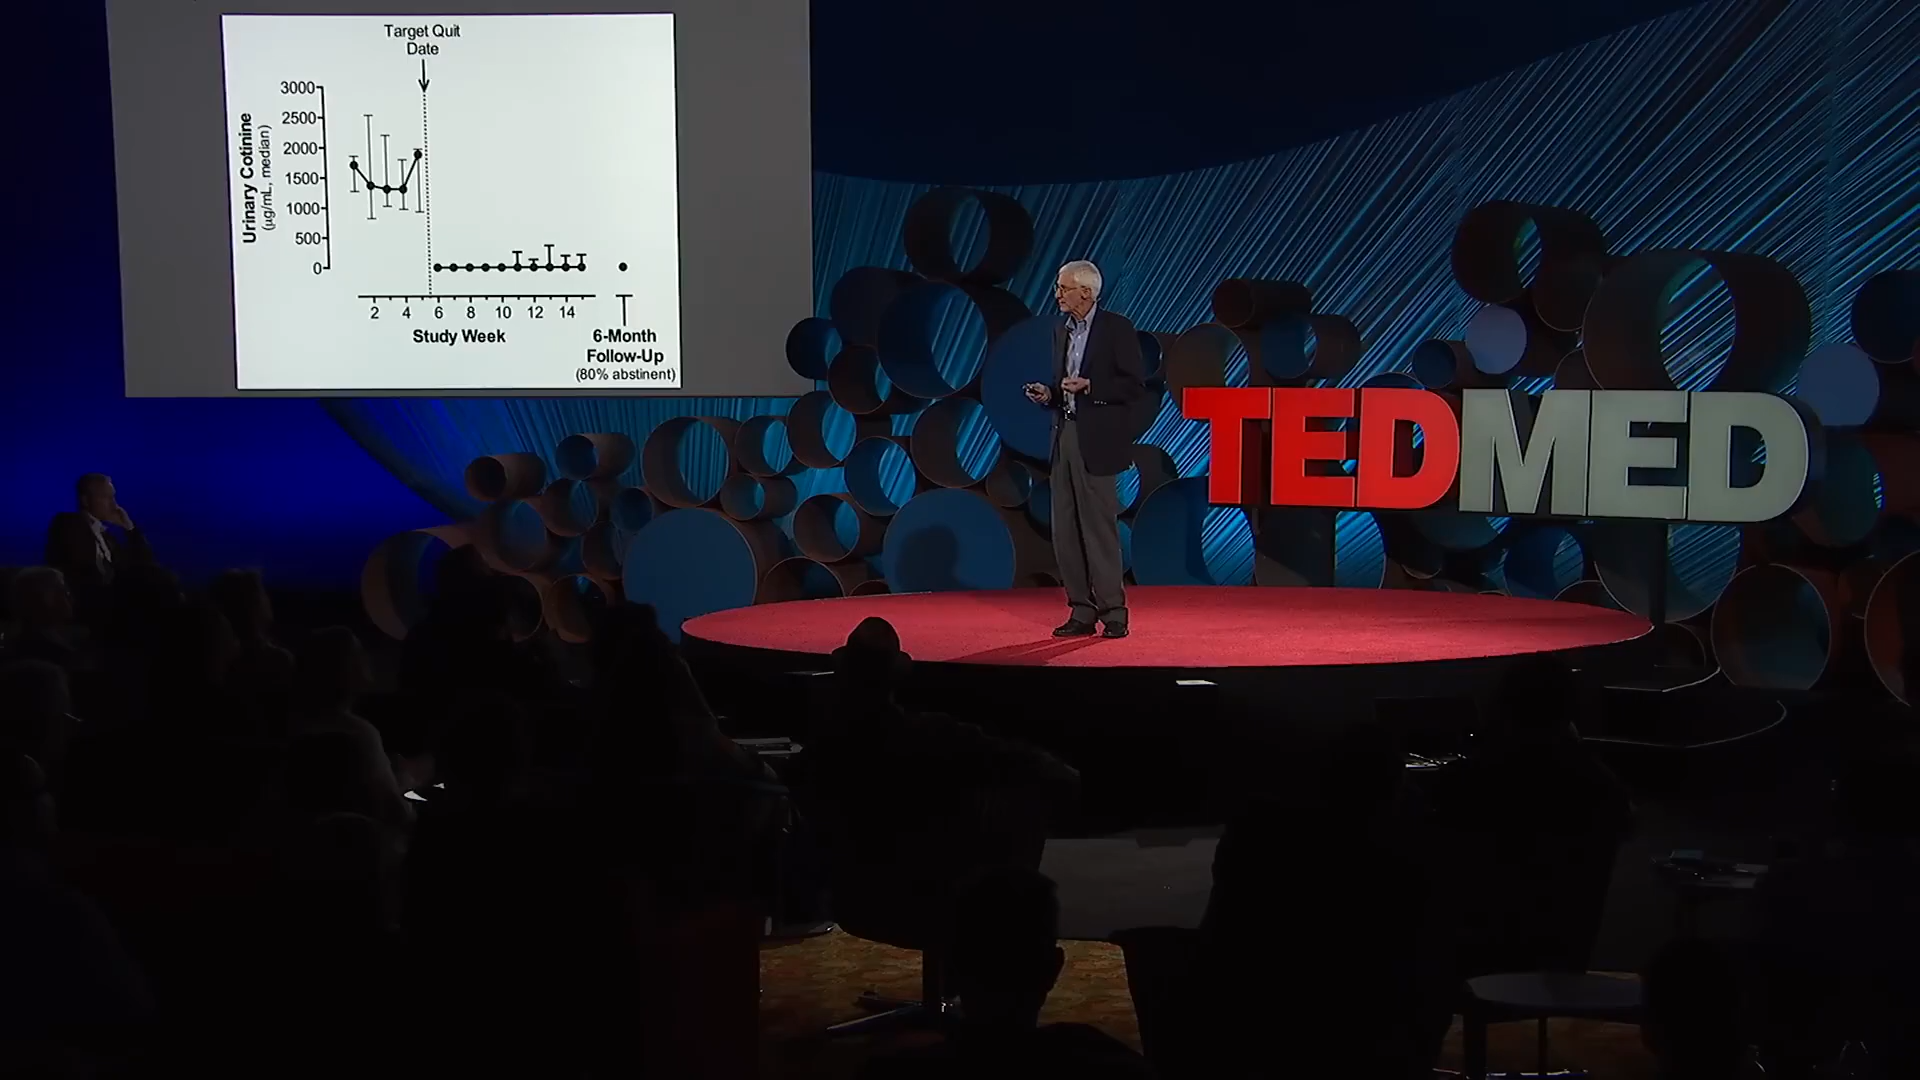 Target Quit
Date
3000
2500
2000
1500
1000
500
0
Urinary Cotinine
(µg/mL, median)
2 4 6 8 10 12 14
Study Week
6-Month
Follow-Up
(80% abstinent)
TEDMED